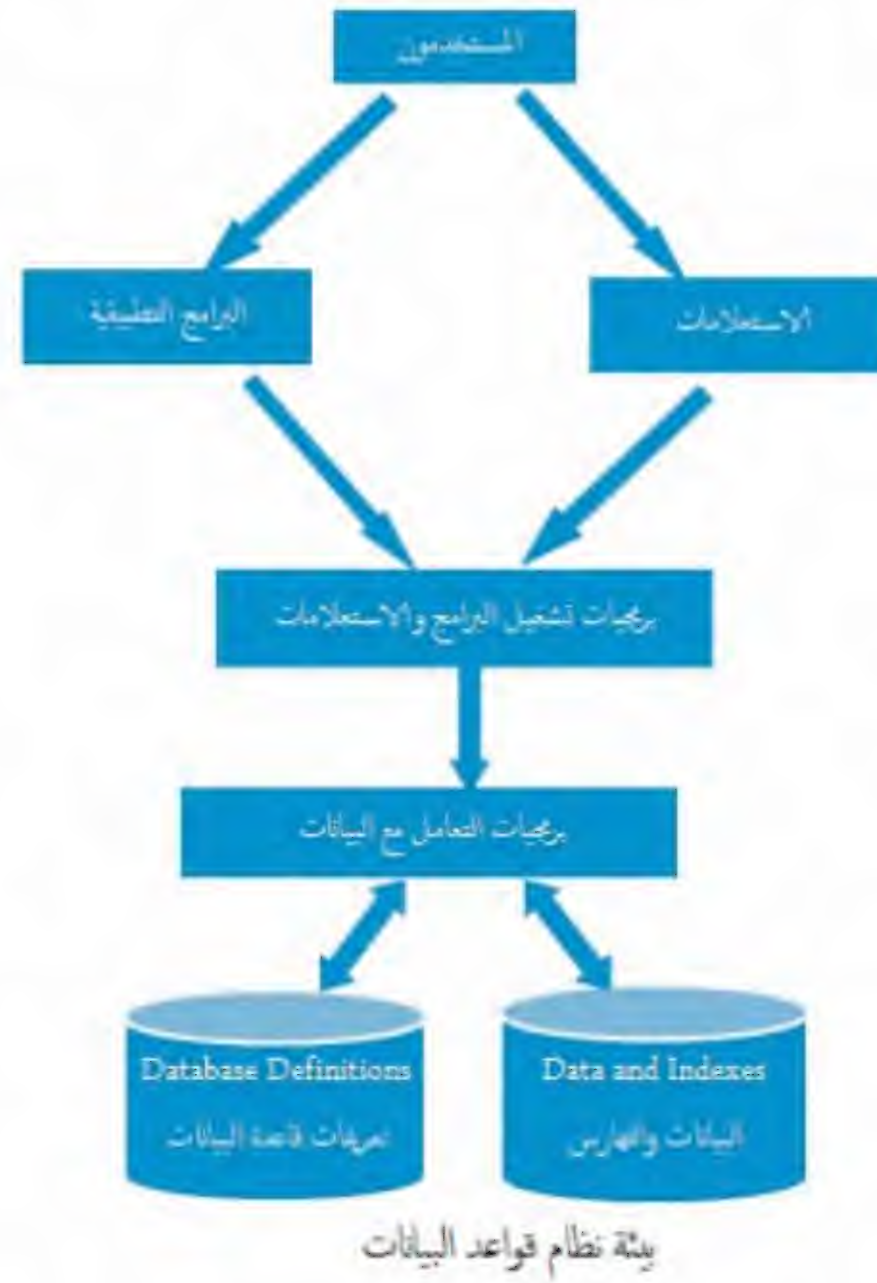 المستخدمون
الاستعلامات
البرامج التطبيقية
برمجيات تشغيل البرامج والاستعلامات
برمجيات التعامل مع البيانات
Data and Indexes
البيانات والفهارس
Database Definitions
تعريفات قاعدة البيانات
بيئة نظام قواعد البيانات